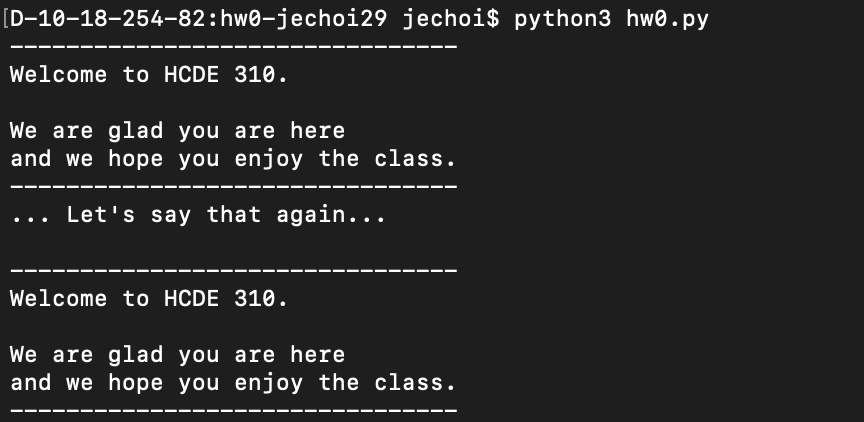 [D-10-18-254-82:hw0-jechoi29 jechoi$ python3 hw0.py
--------------------------------
Welcome to HCDE 310.
We are glad you are here
and we hope you enjoy the class.
--------------------------------
... Let's say that again...
--------------------------------
Welcome to HCDE 310.
We are glad you are here
and we hope you enjoy the class.
--------------------------------